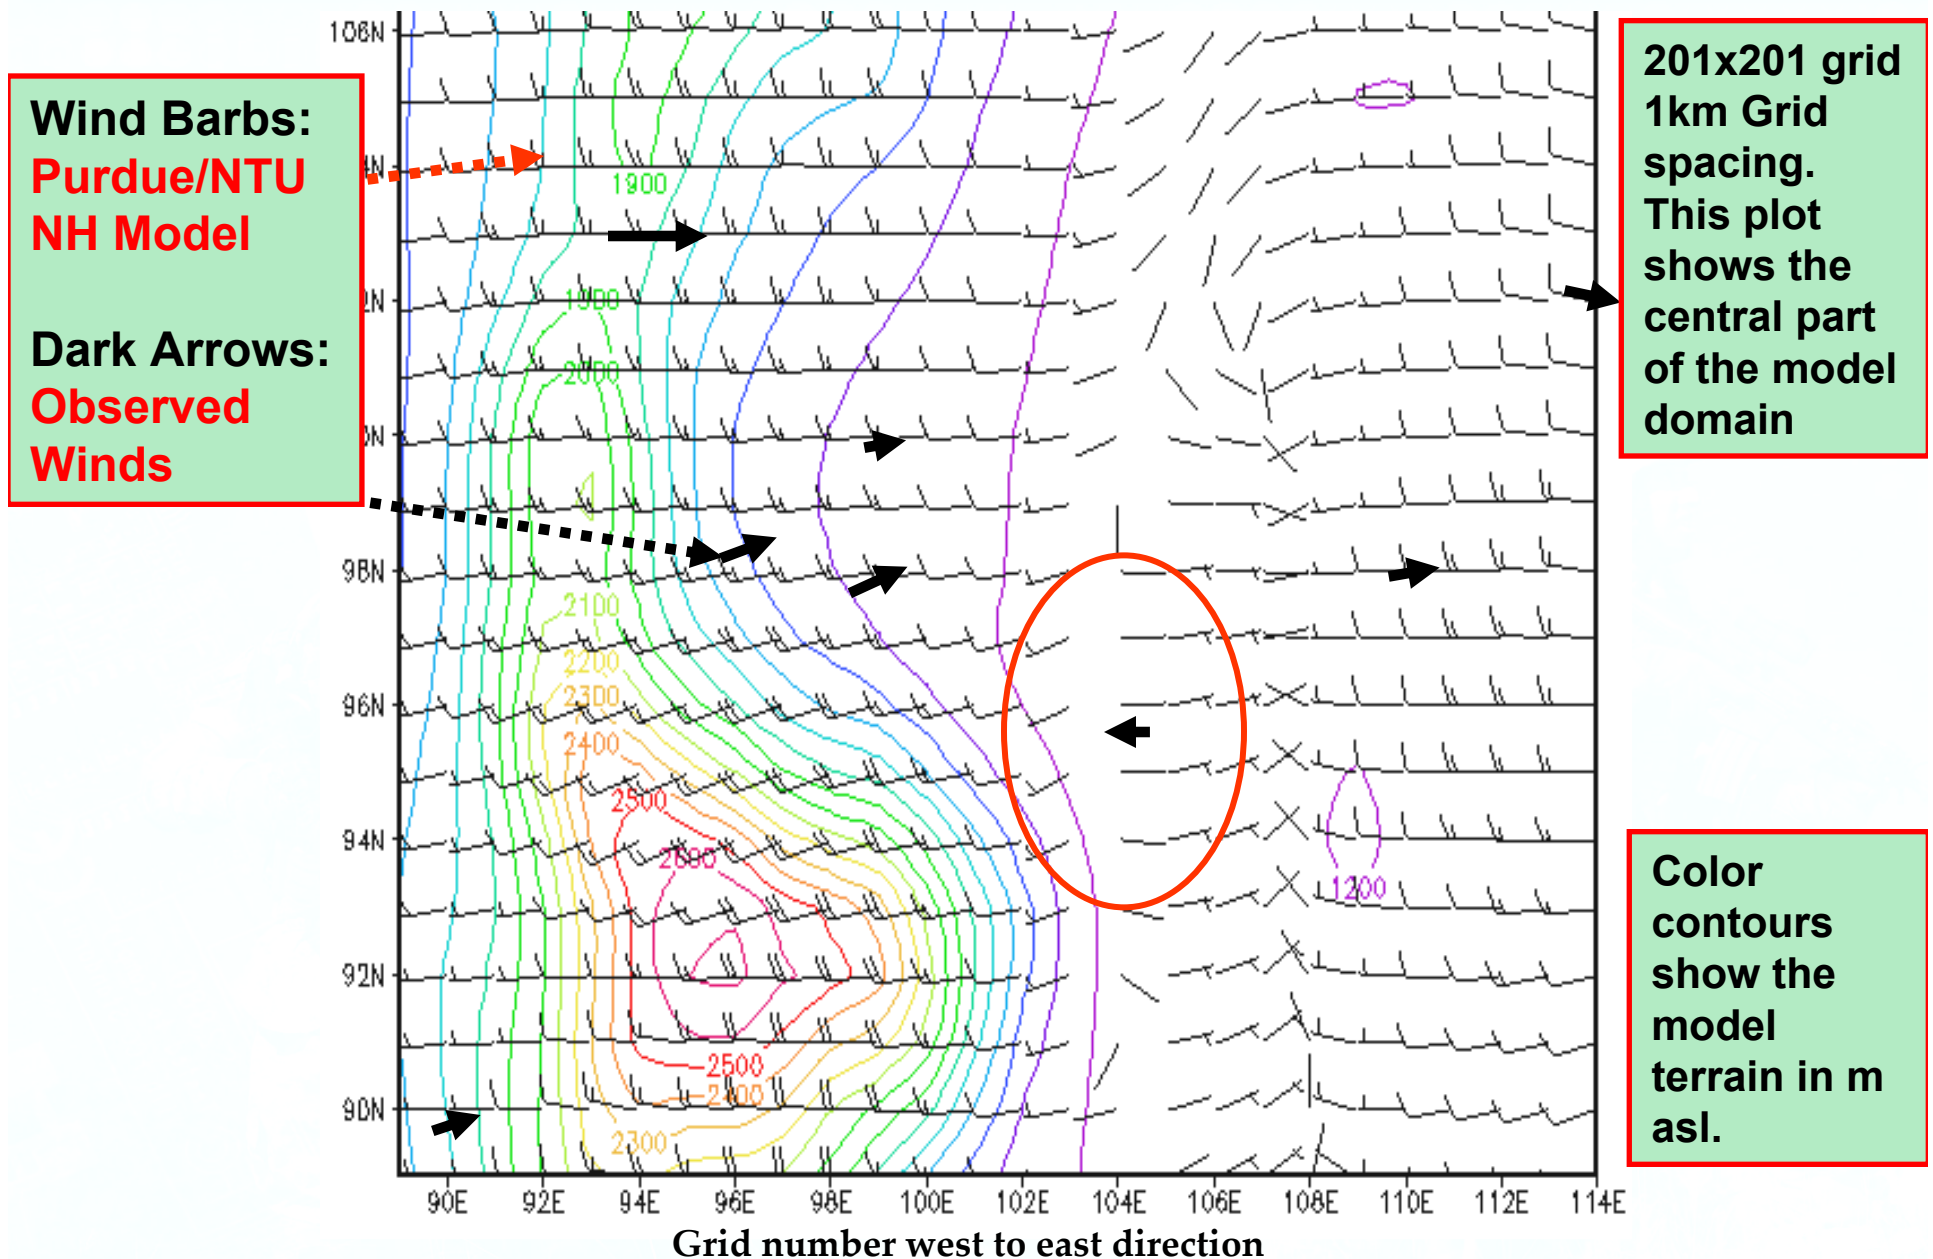 Wind Barbs:
Purdue/NTU
NH Model
Dark Arrows:
Observed
Winds
201x201 grid
1km Grid
spacing.
This plot
shows the
central part
of the model
domain
Color
contours
show the
model
terrain in m
asl.
106N
2N
98N
96N
94N
92N
90N
1900
1900
2000
2100
2200
2300
2400
2500
2600
2500
2400
2300
1200
90E 92E 94E 96E 98E 100E 102E 104E 106E 108E 110E 112E 114E
Grid number west to east direction